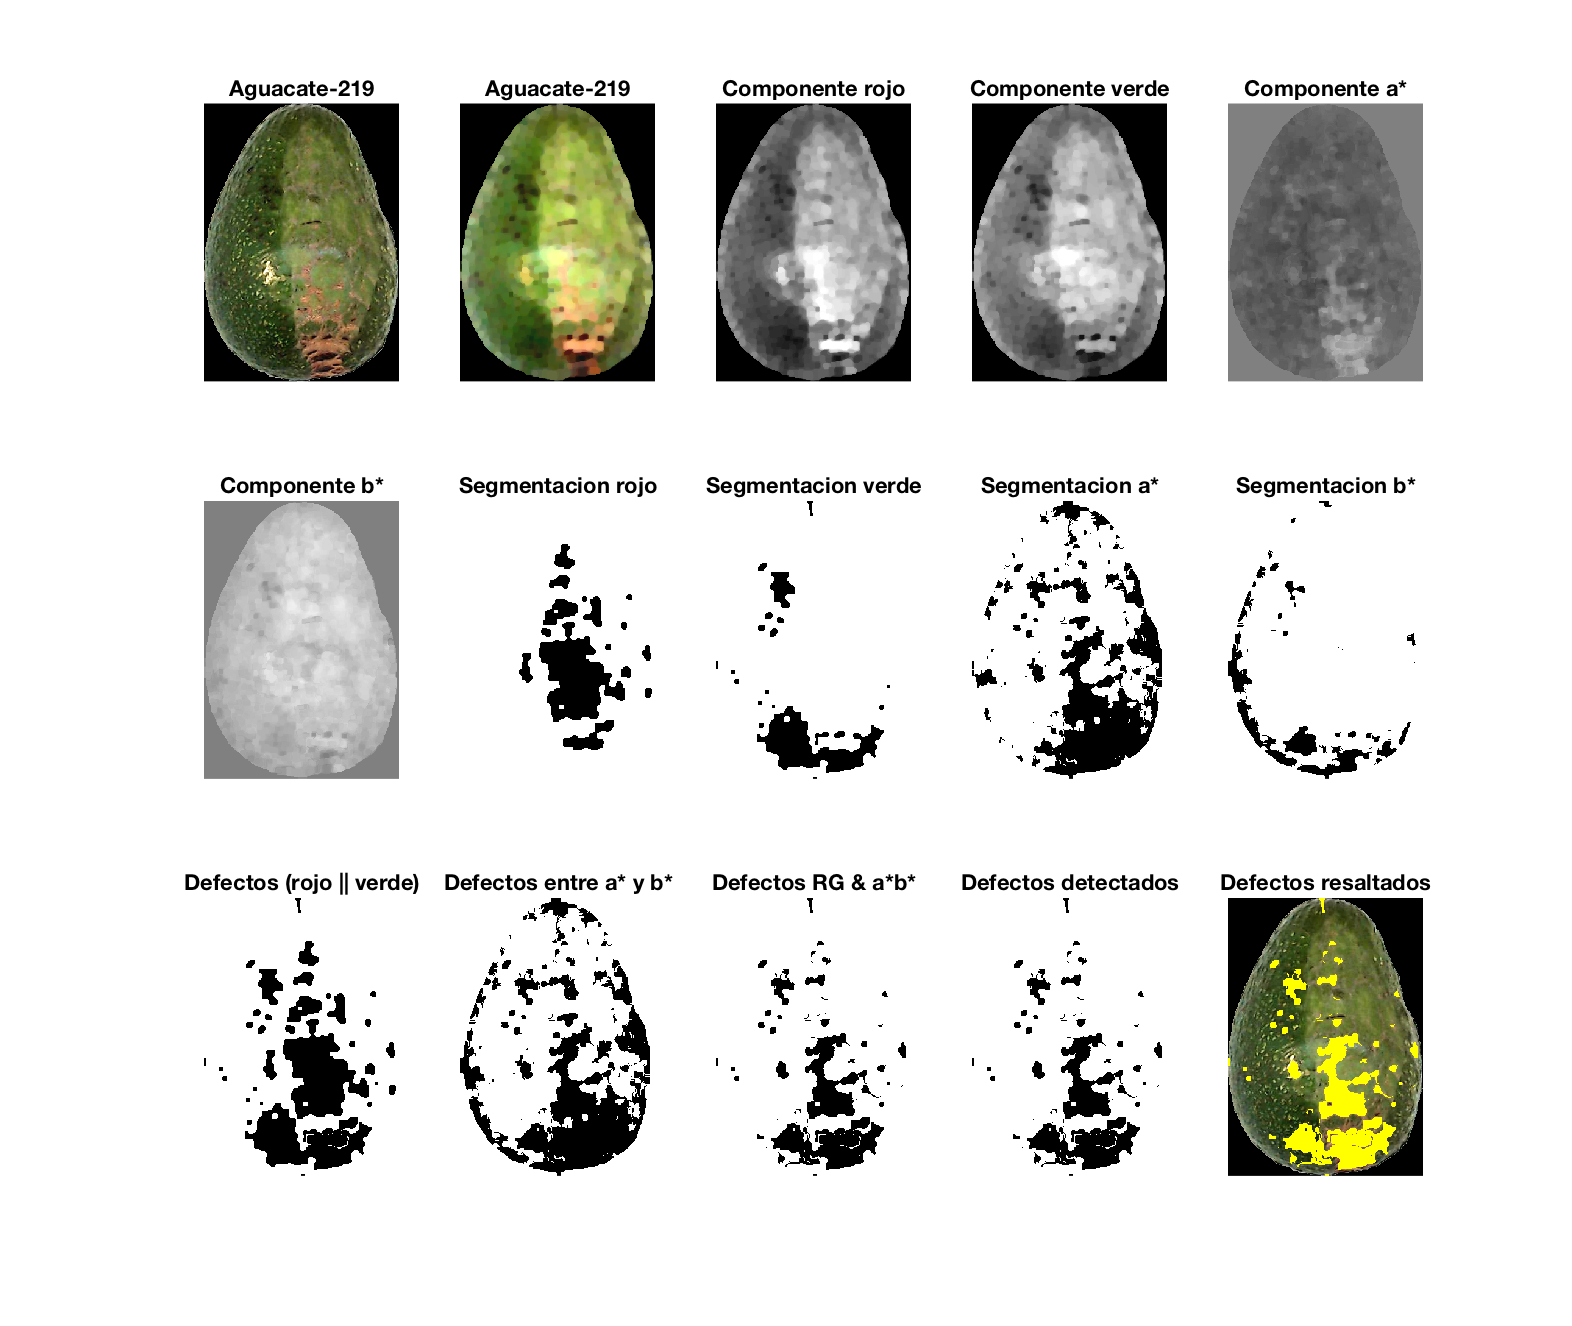 Aguacate-219
Aguacate-219
Componente rojo
Componente verde
Componente a*
Componente b*
Segmentacion rojo
Segmentacion verde
Segmentacion a*
Segmentacion b*
Defectos (rojo || verde)
Defectos entre a* y b*
Defectos RG & a*b*
Defectos detectados
Defectos resaltados